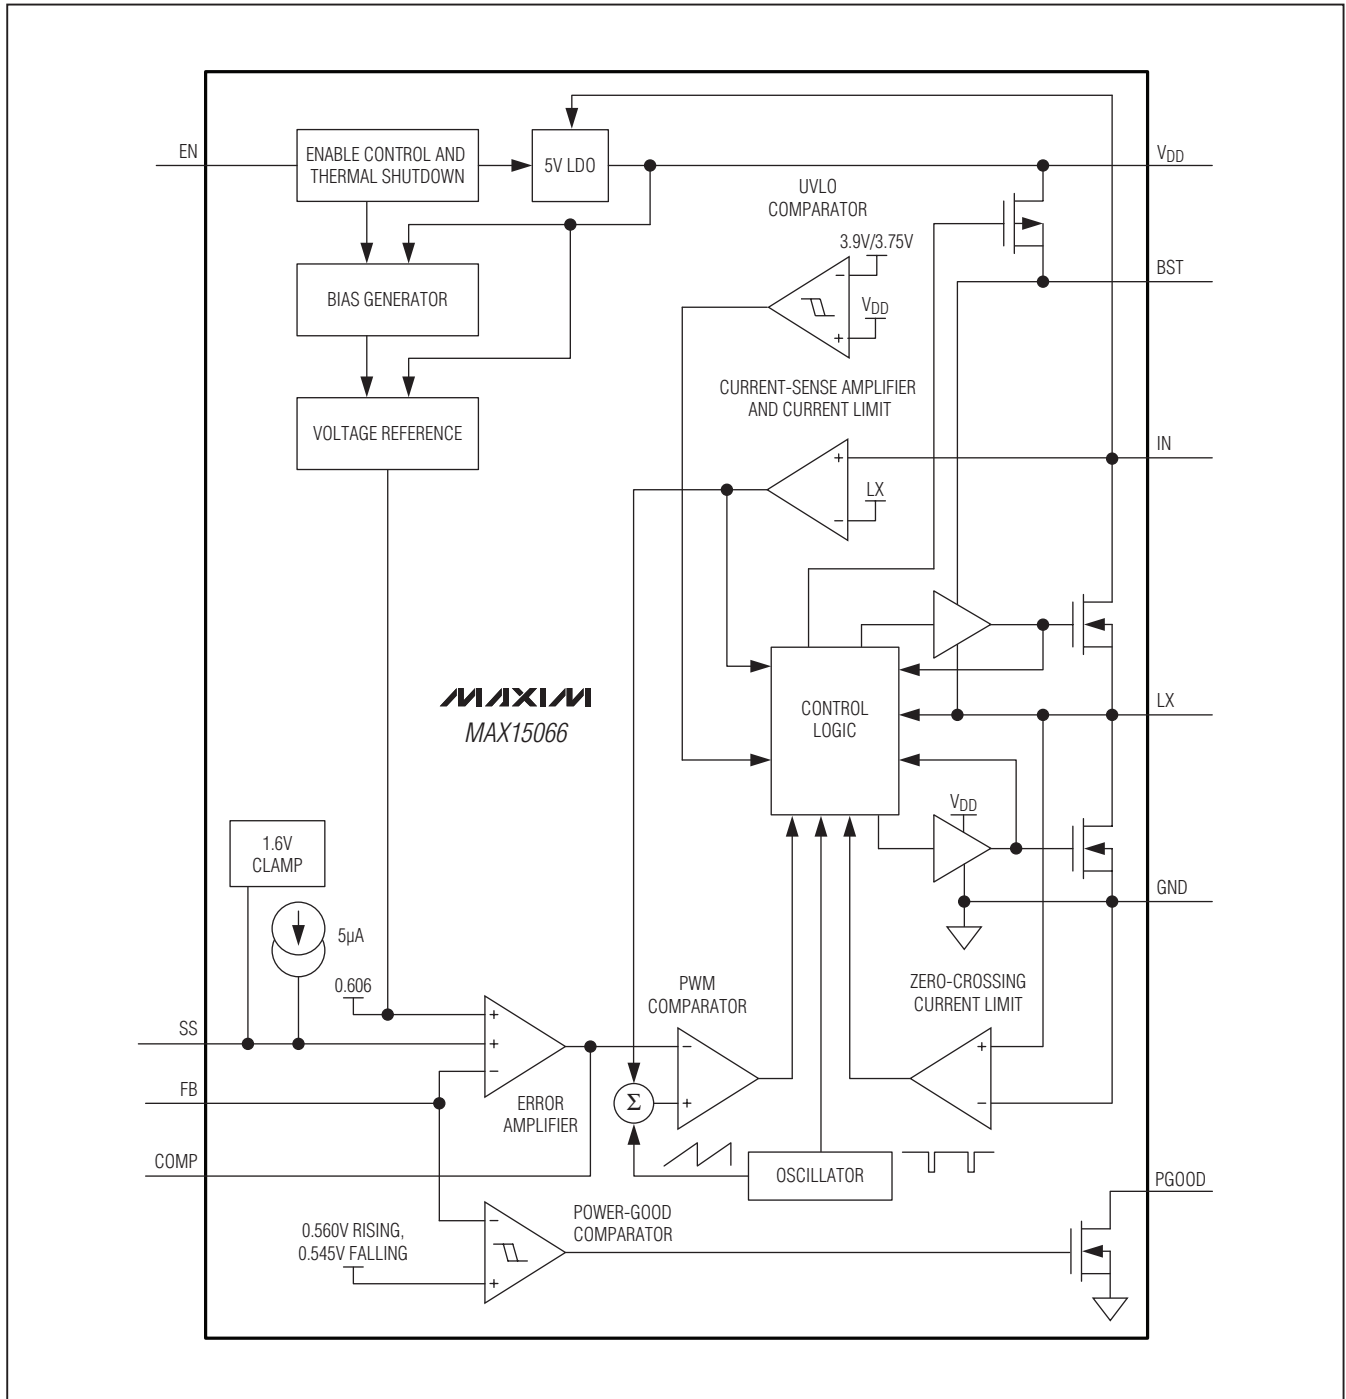 EN
ENABLE CONTROL AND
THERMAL SHUTDOWN
5V LDO
VDD
UVLO
COMPARATOR
3.9V/3.75V
BST
BIAS GENERATOR
−
VDD
+
CURRENT-SENSE AMPLIFIER
AND CURRENT LIMIT
VOLTAGE REFERENCE
IN
+
LX
−
MAXIM
MAX15066
CONTROL
LOGIC
LX
VDD
1.6V
CLAMP
GND
5µA
0.606
PWM
COMPARATOR
ZERO-CROSSING
CURRENT LIMIT
SS
+
+
−
−
+
+
−
FB
ERROR
AMPLIFIER
Σ
COMP
OSCILLATOR
PGOOD
0.560V RISING,
0.545V FALLING
−
+
POWER-GOOD
COMPARATOR